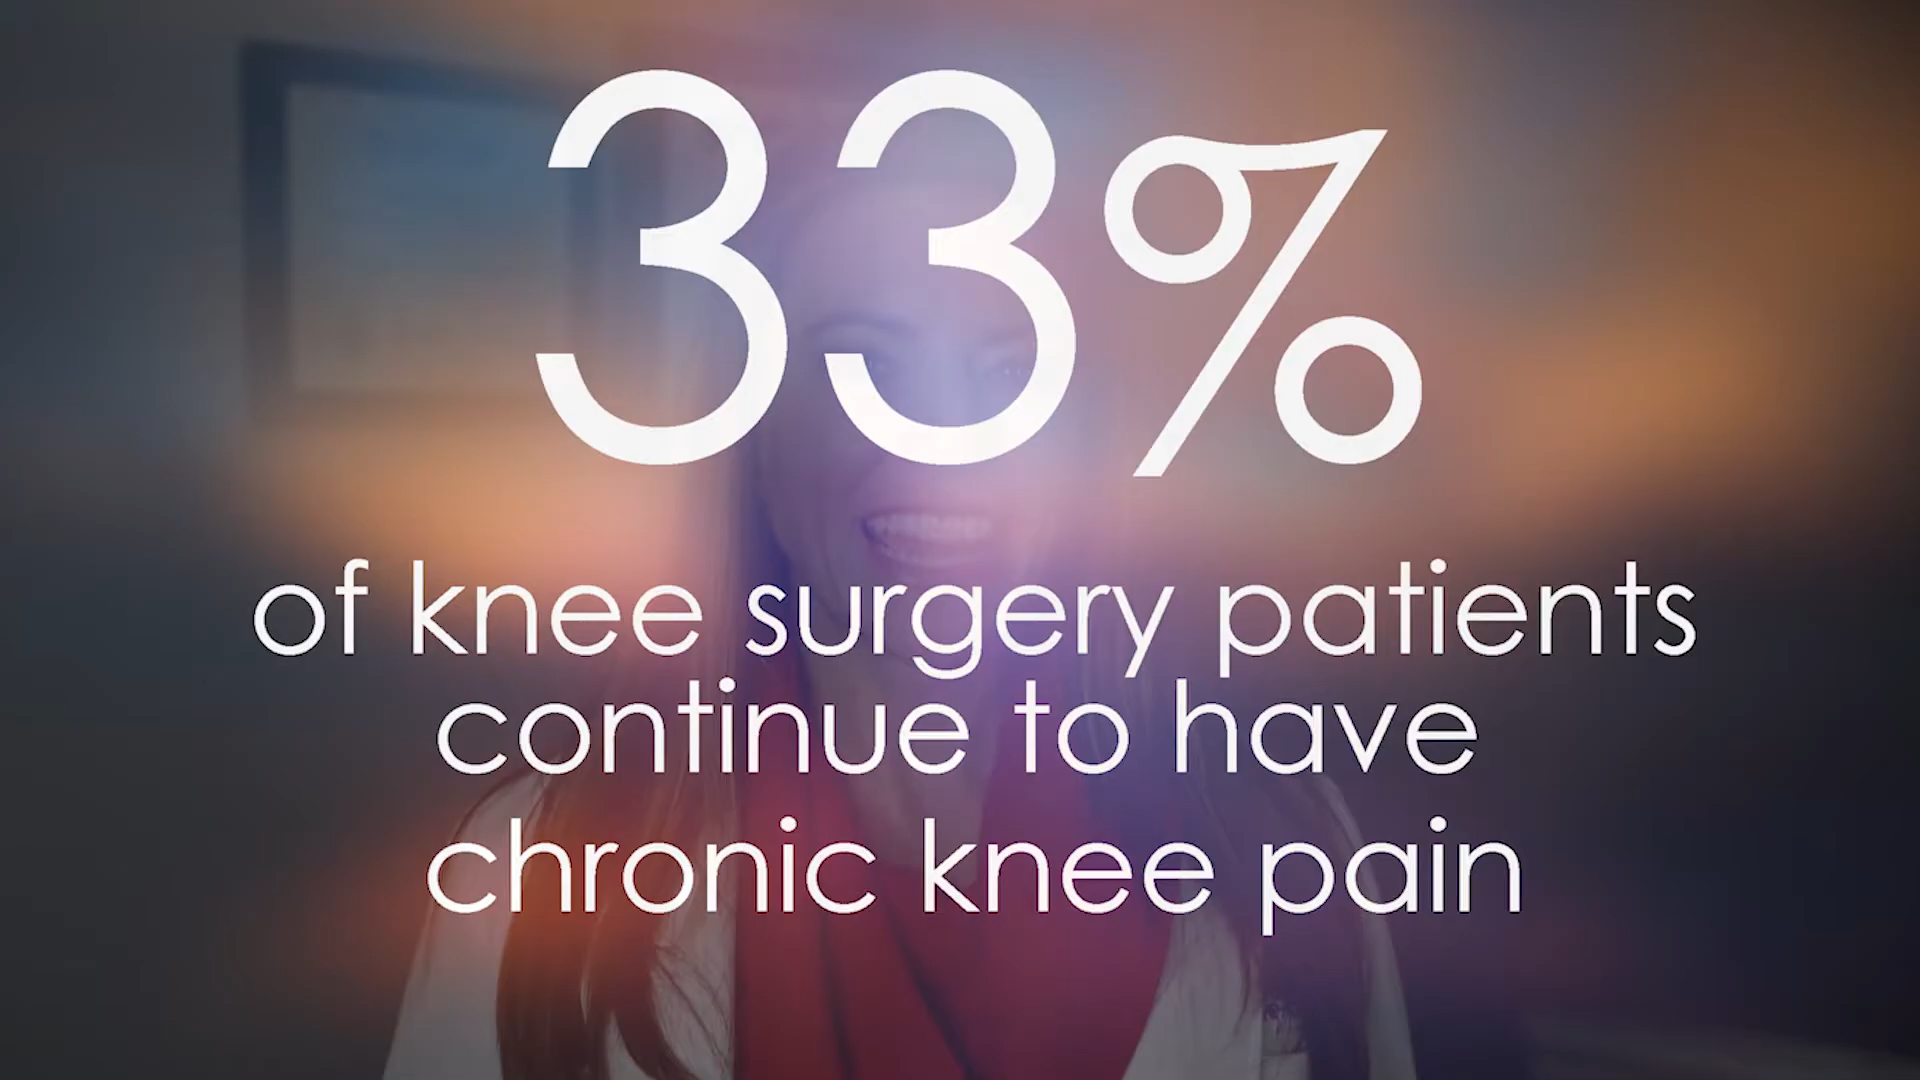 33%
of knee surgery patients
continue to have
chronic knee pain